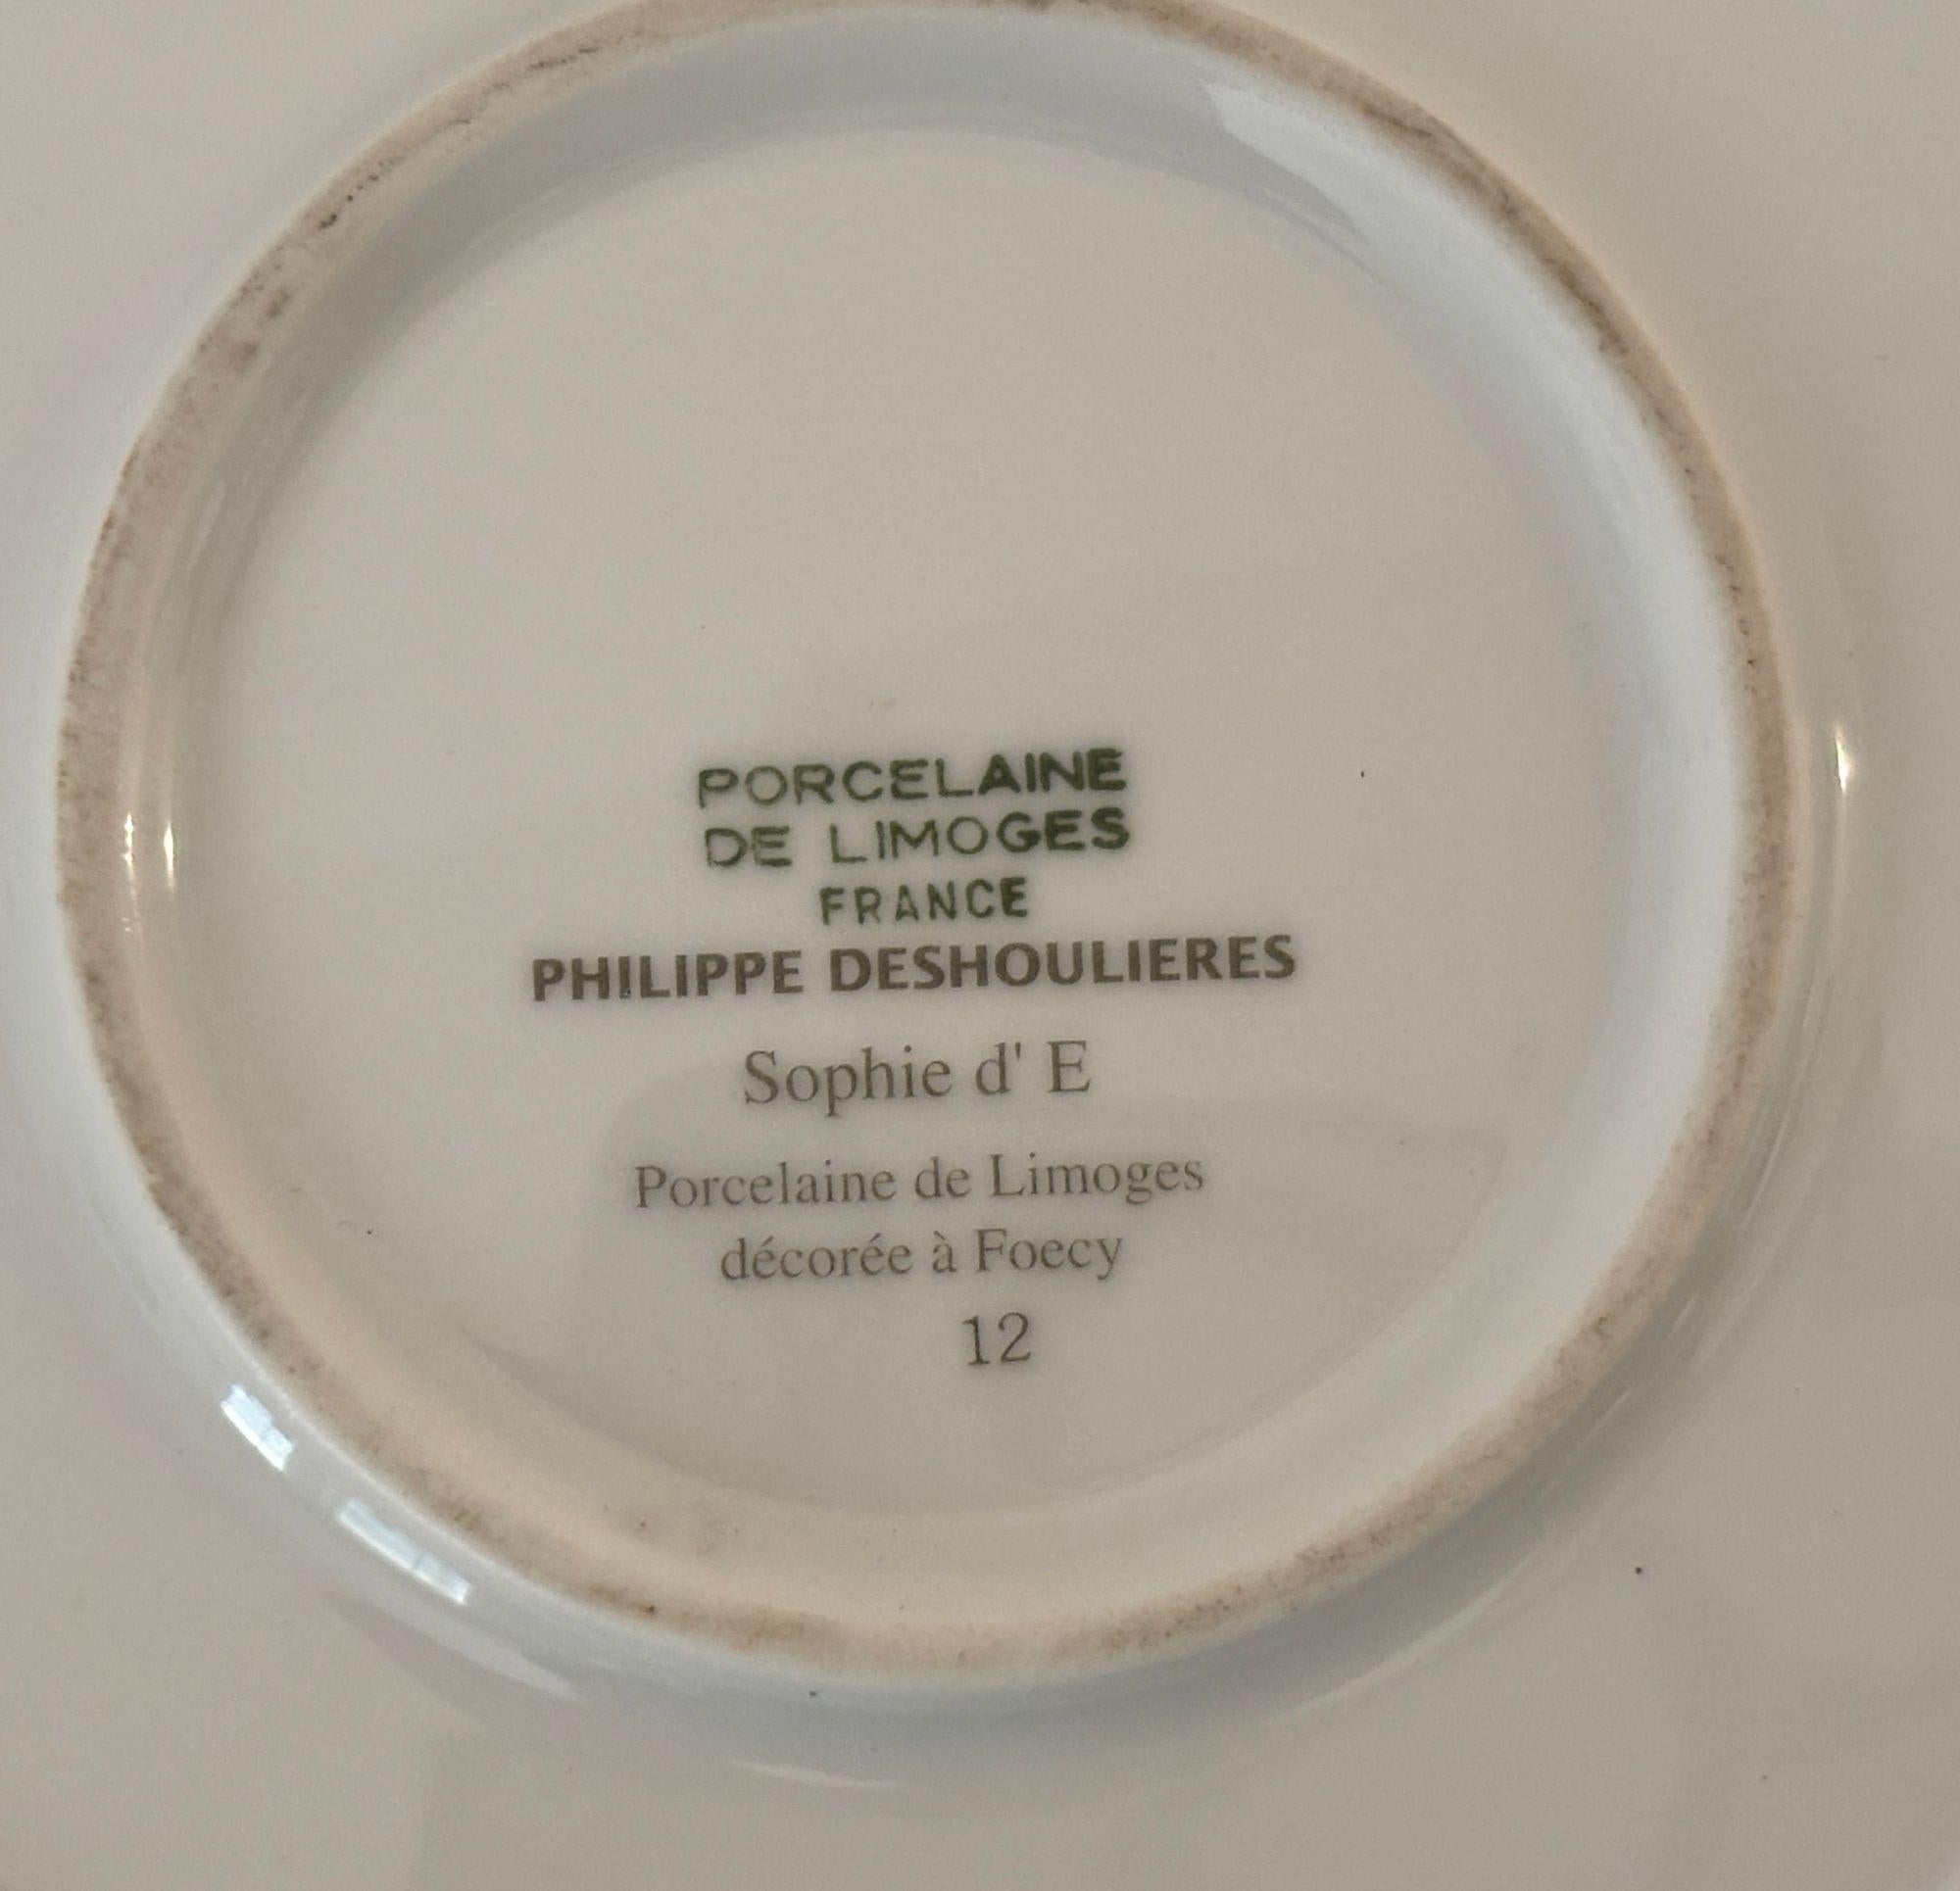 PORCELAINE
DE LIMOGES
FRANCE
PHILIPPE DESHOULIERES
Sophie d' E
Porcelaine de Limoges
décorée à Foecy
12